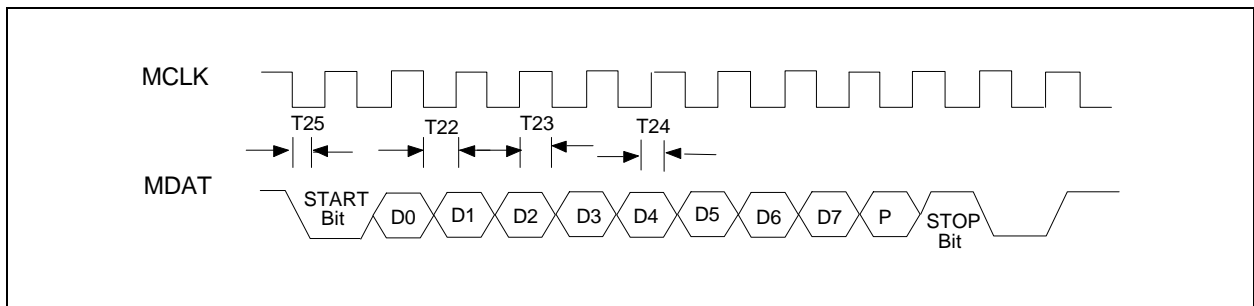 MCLK
T25
T22
T23
T24
MDAT
START
Bit
D0
D1
D2
D3
D4
D5
D6
D7
P
STOP
Bit